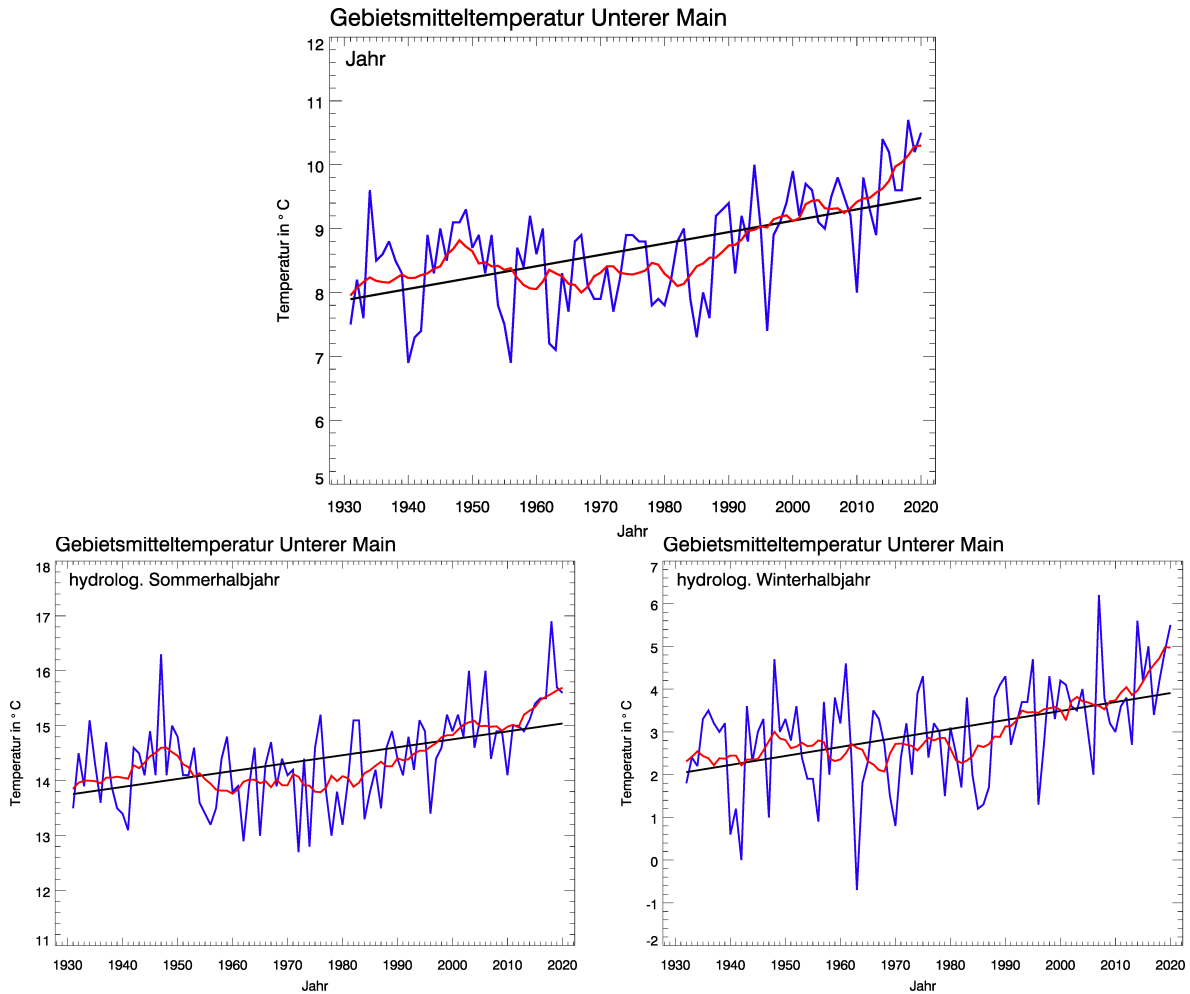 Gebietsmitteltemperatur Unterer Main
Jahr
12
11
10
9
8
7
6
5
Temperatur in ° C
1930 1940 1950 1960 1970 1980 1990 2000 2010 2020
Jahr
Gebietsmitteltemperatur Unterer Main
hydrolog. Sommerhalbjahr
18
17
16
15
14
13
12
11
Temperatur in ° C
1930 1940 1950 1960 1970 1980 1990 2000 2010 2020
Jahr
Gebietsmitteltemperatur Unterer Main
hydrolog. Winterhalbjahr
7
6
5
4
3
2
1
0
-1
-2
Temperatur in ° C
1930 1940 1950 1960 1970 1980 1990 2000 2010 2020
Jahr